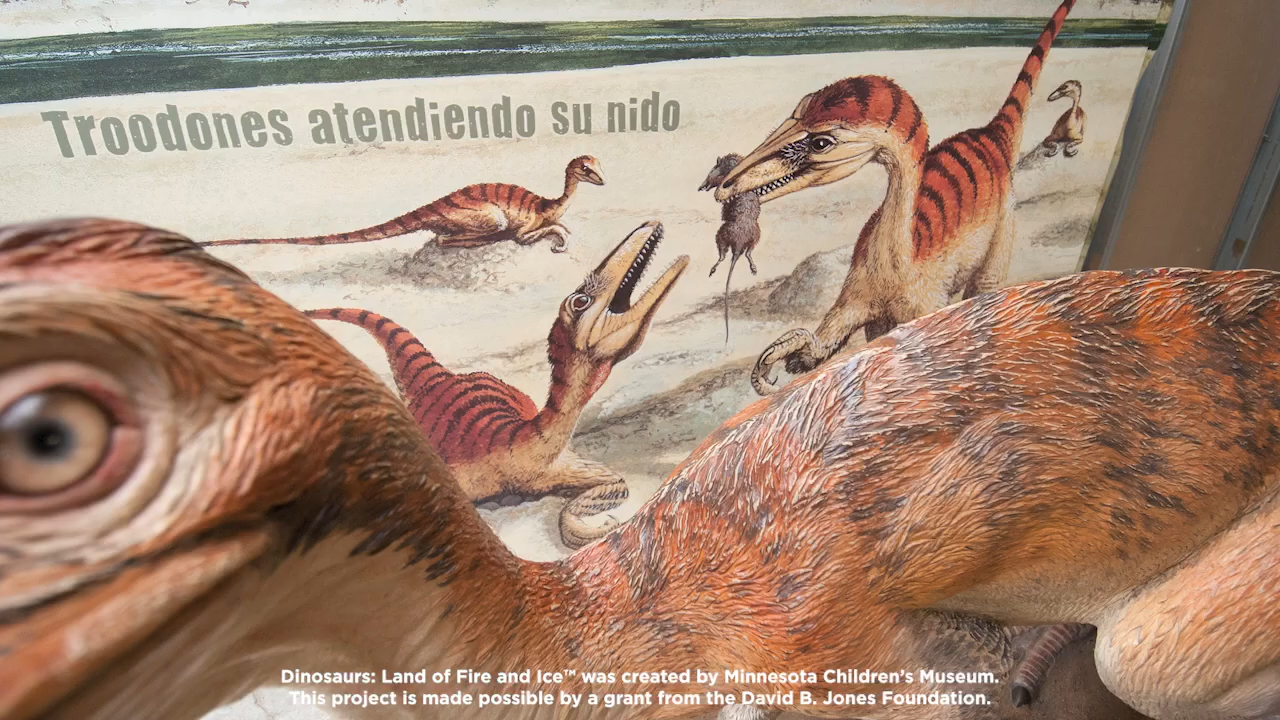 Troodones atendiendo su nido
Dinosaurs: Land of Fire and Ice™ was created by Minnesota Children's Museum.
This project is made possible by a grant from the David B. Jones Foundation.